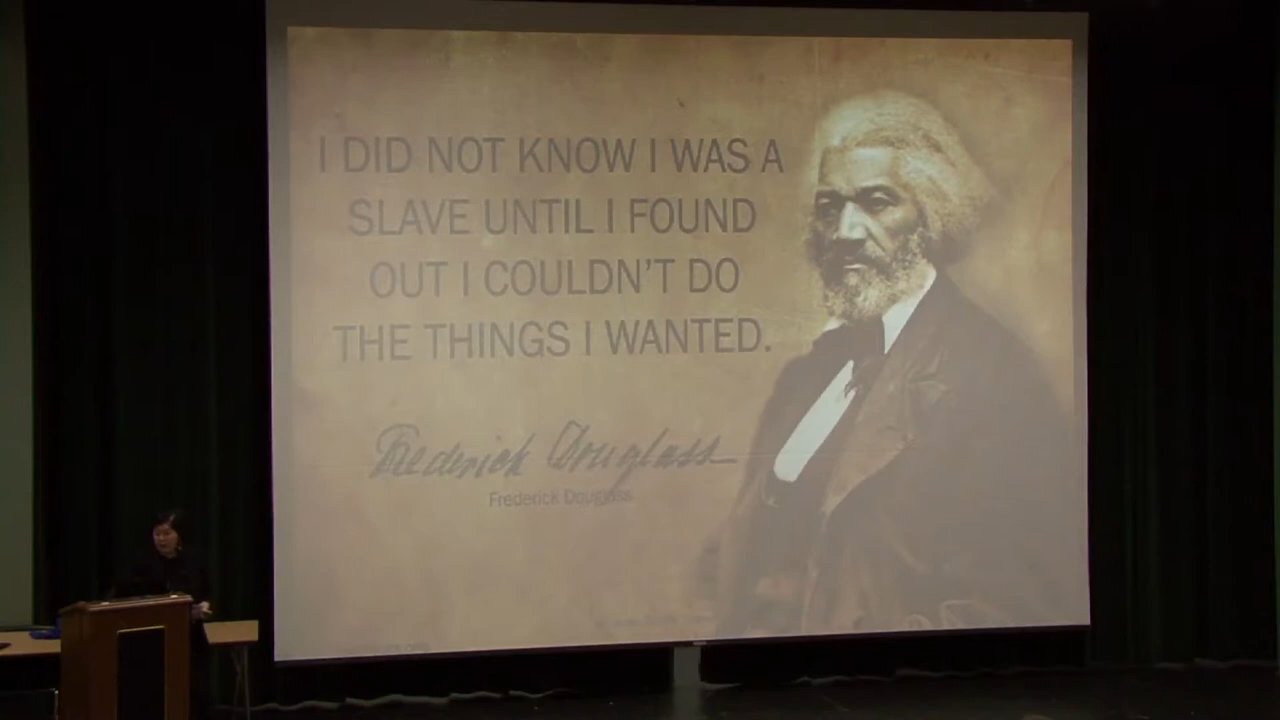 I DID NOT KNOW I WAS A
SLAVE UNTIL I FOUND
OUT I COULDN'T DO
THE THINGS I WANTED.
Frederick Douglass
Frederick Douglass